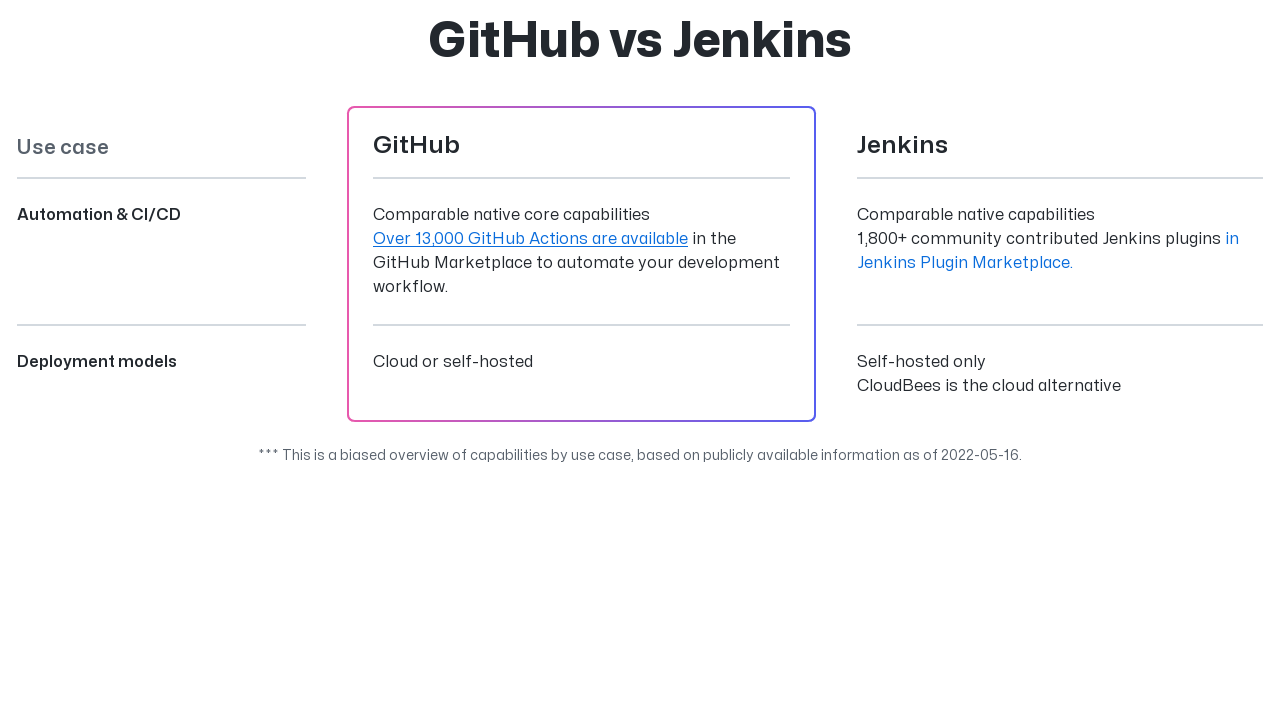 GitHub vs Jenkins
Use case
GitHub
Jenkins
Automation & CI/CD
Comparable native core capabilities
Over 13,000 GitHub Actions are available in the
GitHub Marketplace to automate your development
workflow.
Comparable native capabilities
1,800+ community contributed Jenkins plugins in
Jenkins Plugin Marketplace.
Deployment models
Cloud or self-hosted
Self-hosted only
CloudBees is the cloud alternative
*** This is a biased overview of capabilities by use case, based on publicly available information as of 2022-05-16.